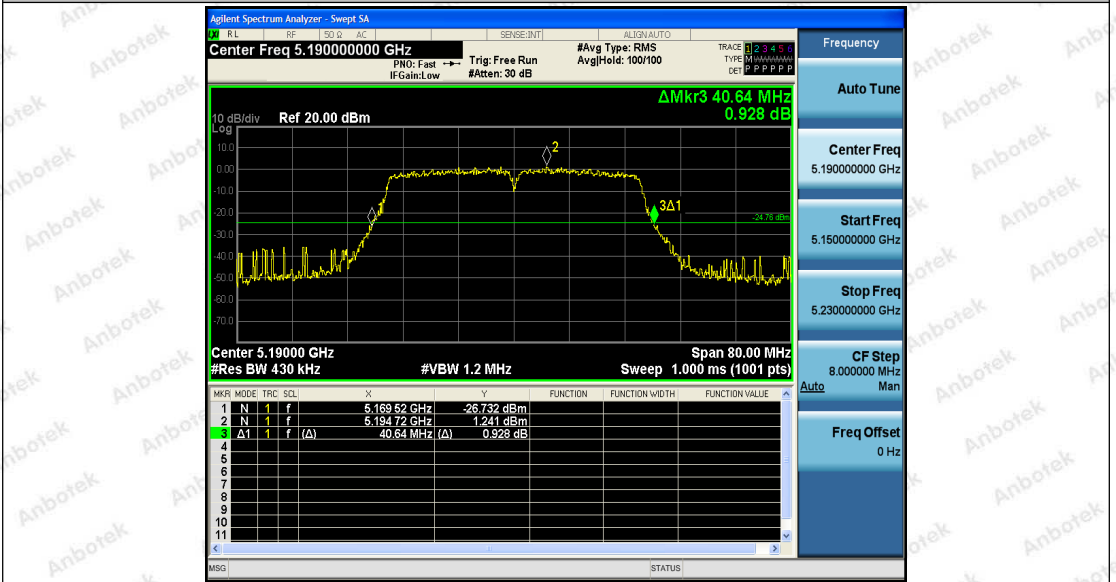 Agilent Spectrum Analyzer - Swept SA
RL RF 50 Ω AC SENSE:INT ALIGNAUTO
Center Freq 5.190000000 GHz
PNO: Fast
IFGain:Low
Trig: Free Run
#Atten: 30 dB
#Avg Type: RMS
Avg|Hold: 100/100
TRACE 1 2 3 4 5 6
TYPE M
DET P P P P P P
ΔMkr3 40.64 MHz
0.928 dB
10 dB/div Ref 20.00 dBm
Log
10.0
0.00
-10.0
-20.0
-30.0
-40.0
-50.0
-60.0
-70.0
2
3Δ1
-24.76 dBm
Center 5.19000 GHz Span 80.00 MHz
#Res BW 430 kHz #VBW 1.2 MHz Sweep 1.000 ms (1001 pts)
MKR MODE TRC SCL X Y FUNCTION FUNCTION WIDTH FUNCTION VALUE
1 N 1 f 5.169 52 GHz -26.732 dBm
2 N 1 f 5.194 72 GHz 1.241 dBm
3 Δ1 1 f (Δ) 40.64 MHz (Δ) 0.928 dB
4
5
6
7
8
9
10
11
MSG STATUS
Frequency
Auto Tune
Center Freq
5.190000000 GHz
Start Freq
5.150000000 GHz
Stop Freq
5.230000000 GHz
CF Step
8.000000 MHz
Auto Man
Freq Offset
0 Hz
Anbotek